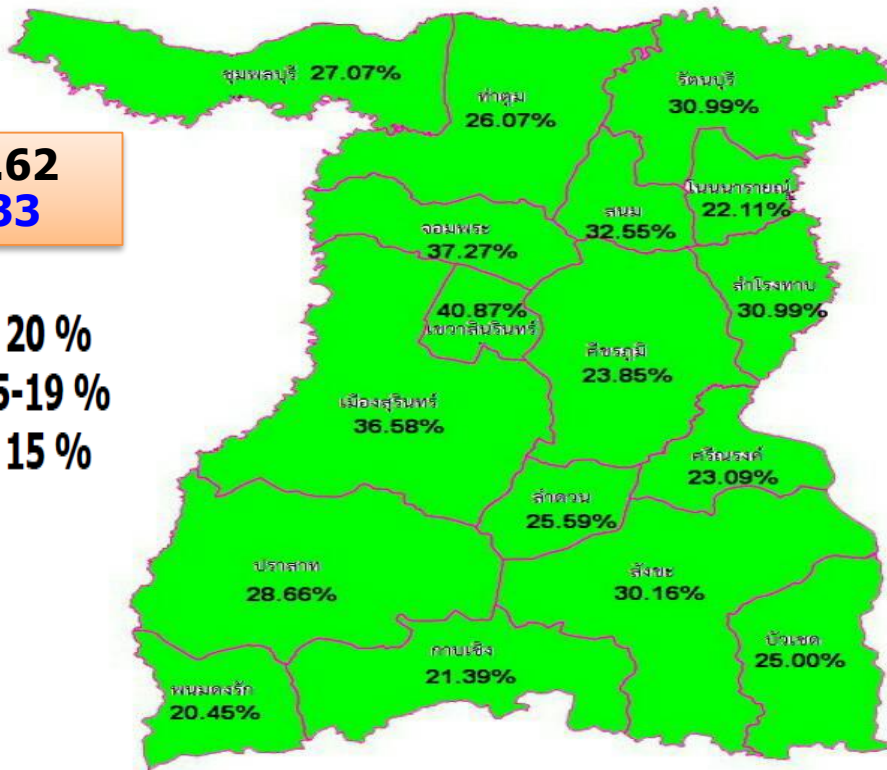 ชุมพลบุรี 27.07%
ท่าตูม
26.07%
รัตนบุรี
30.99%
.62
33
โนนนารายณ์
22.11%
สนม
32.55%
จอมพระ
37.27%
สำโรงทาบ
30.99%
40.87%
เขวาสินรินทร์
20 %
5-19 %
15 %
ศีขรภูมิ
23.85%
เมืองสุรินทร์
36.58%
ศรีณรงค์
23.09%
ลำดวน
25.59%
ปราสาท
28.66%
สังขะ
30.16%
บัวเชด
25.00%
กาบเชิง
21.39%
พนมดงรัก
20.45%